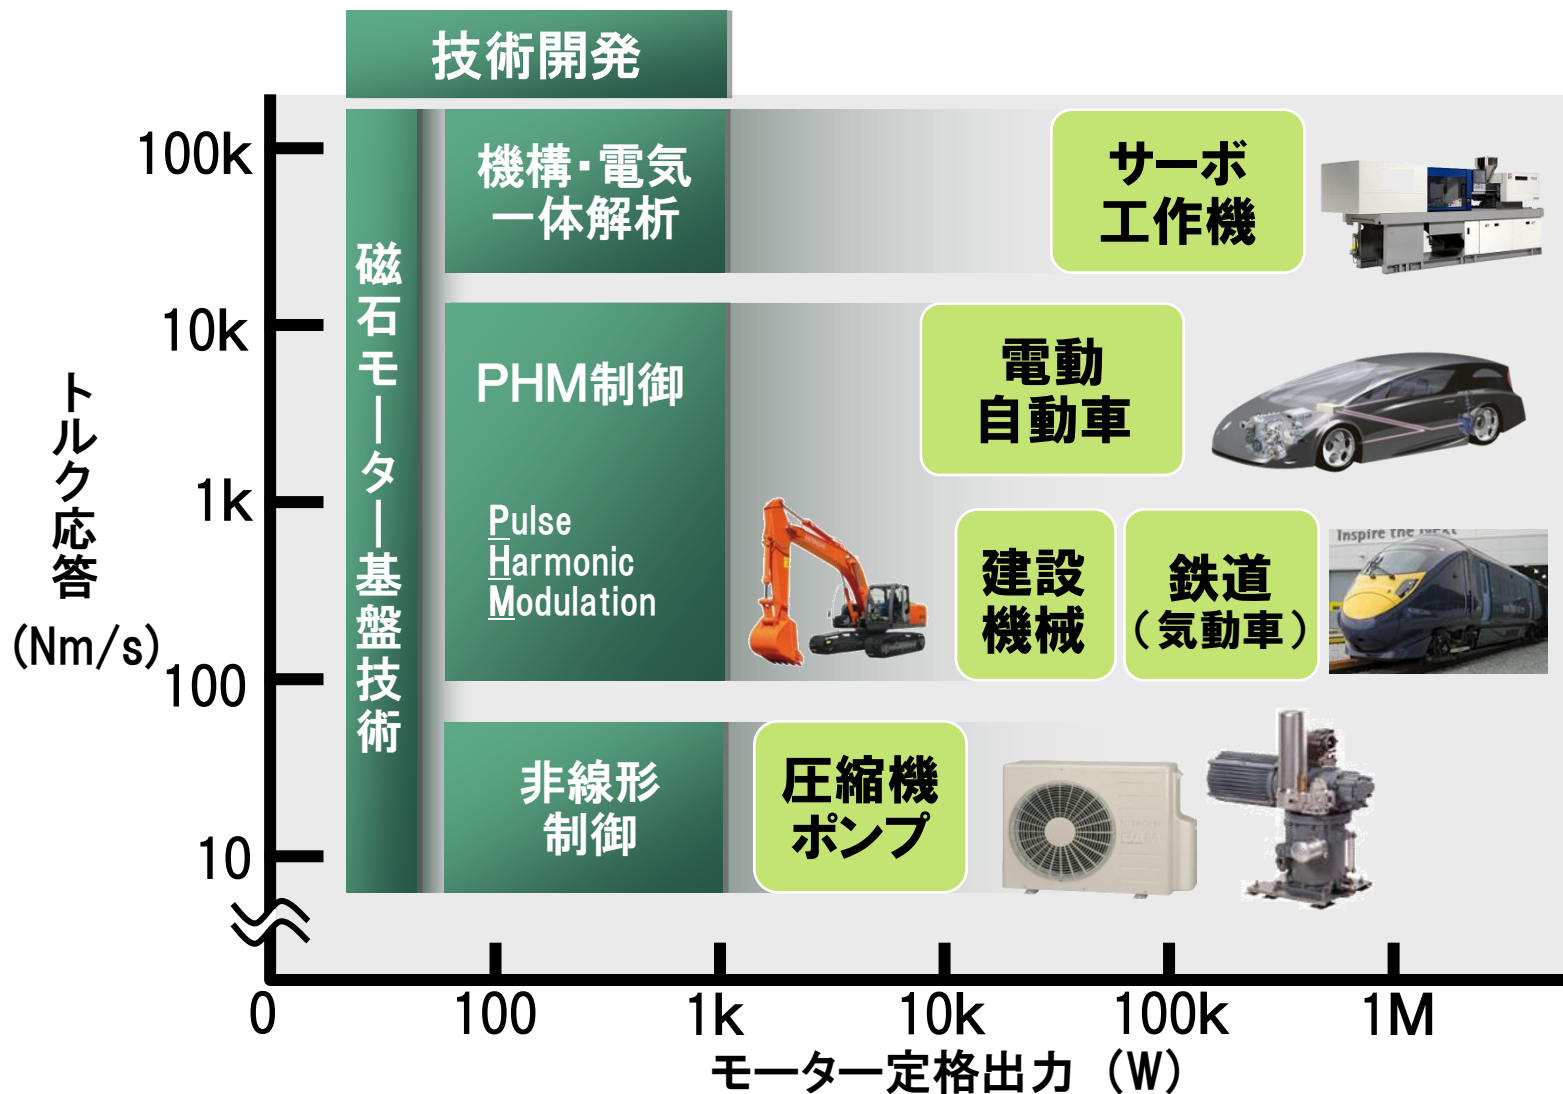 技術開発
100k
10k
1k
100
10
トルク応答
(Nm/s)
磁石モーター基盤技術
機構・電気
一体解析
サーボ
工作機
PHM制御
Pulse
Harmonic
Modulation
電動
自動車
建設
機械
鉄道
（気動車）
Inspire the Next
非線形
制御
圧縮機
ポンプ
0
100
1k
10k
100k
1M
モーター定格出力（W）